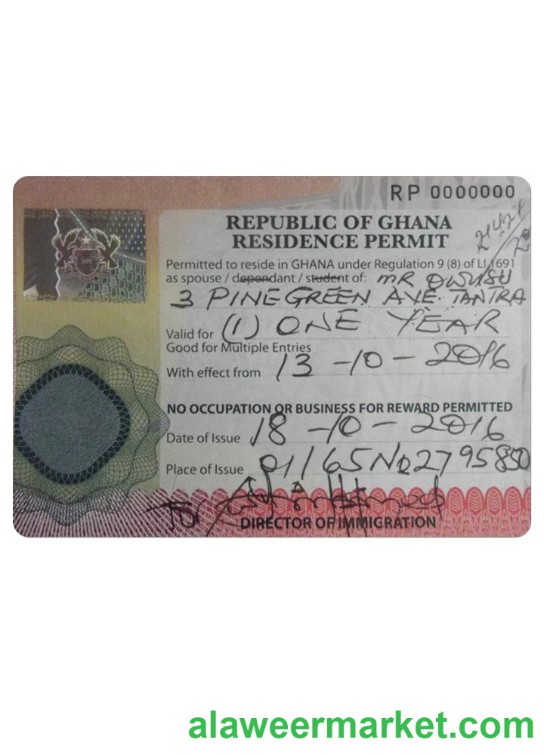 RP 0000000
REPUBLIC OF GHANA
RESIDENCE PERMIT
Permitted to reside in GHANA under Regulation 9 (8) of LI 1691
as spouse / dependant / student of: MR OWUSU
3 PINE GREEN AVE. TANTRA
Valid for (1) ONE YEAR
Good for Multiple Entries
With effect from 13-10-2016
NO OCCUPATION OR BUSINESS FOR REWARD PERMITTED
Date of Issue 18-10-2016
Place of Issue 01165No2795850
DIRECTOR OF IMMIGRATION
alaweermarket.com